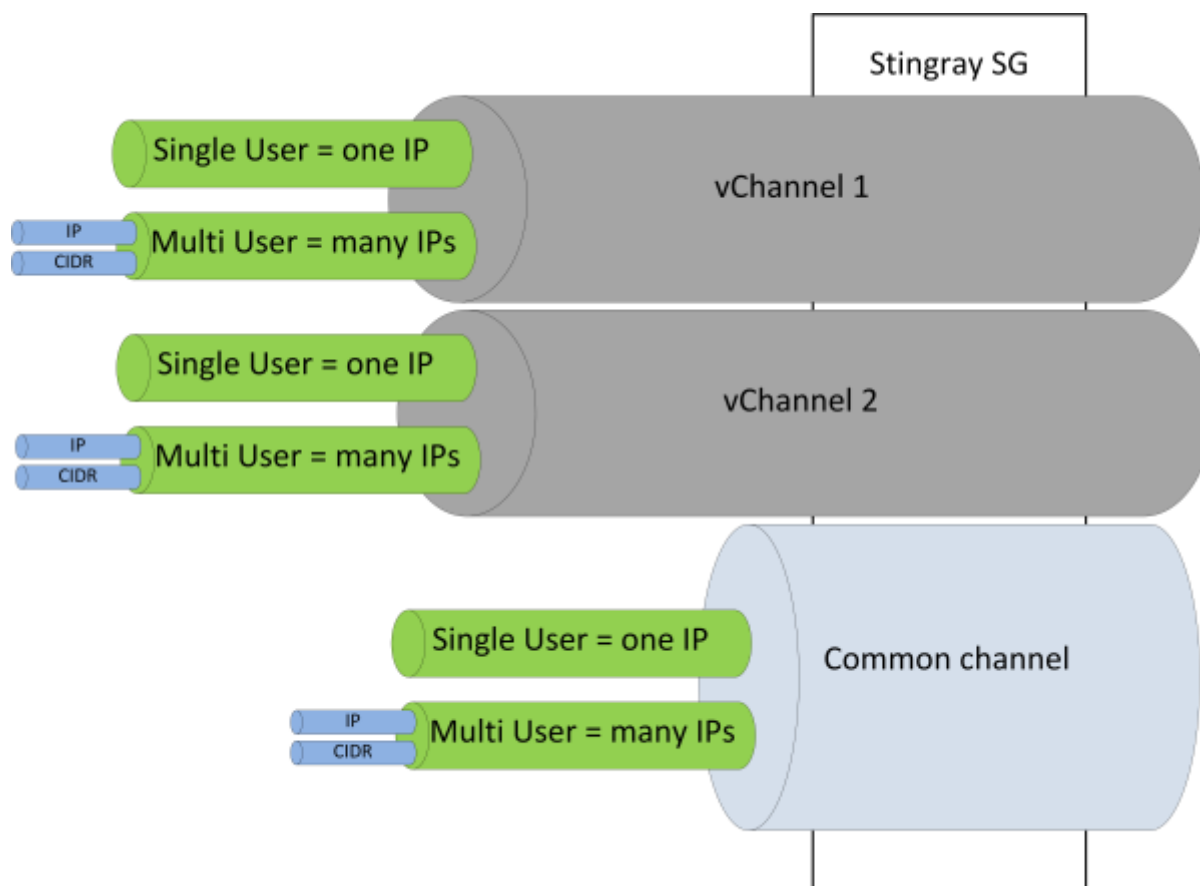 Stingray SG
Single User = one IP
vChannel 1
IP
Multi User = many IPs
CIDR
Single User = one IP
vChannel 2
IP
Multi User = many IPs
CIDR
Single User = one IP
Common channel
IP
Multi User = many IPs
CIDR